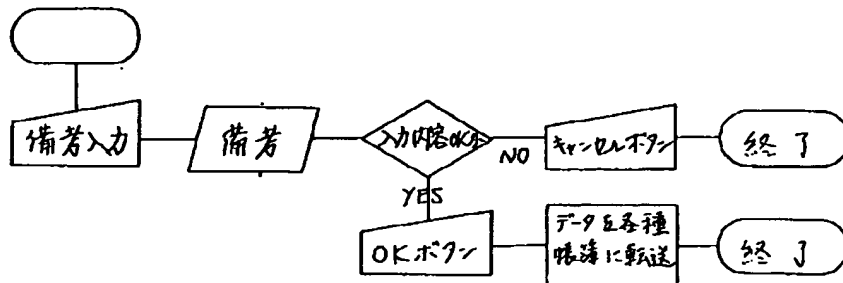 備考入力
備考
入力内容OK?
NO
キャンセルボタン
終了
YES
OKボタン
データを各種
帳簿に転送
終了